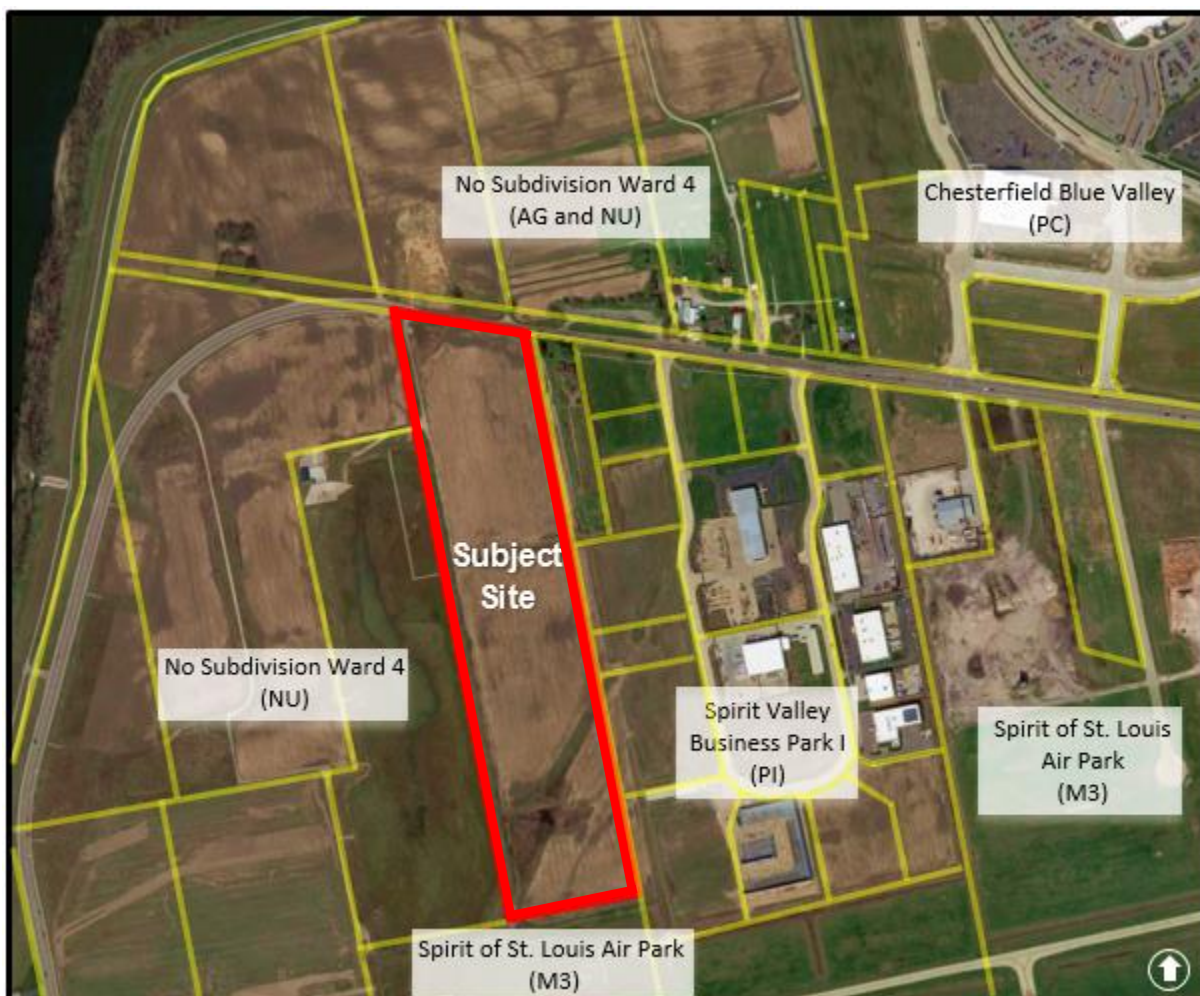 No Subdivision Ward 4
(AG and NU)
Chesterfield Blue Valley
(PC)
Subject
Site
No Subdivision Ward 4
(NU)
Spirit Valley
Business Park I
(PI)
Spirit of St. Louis
Air Park
(M3)
Spirit of St. Louis Air Park
(M3)